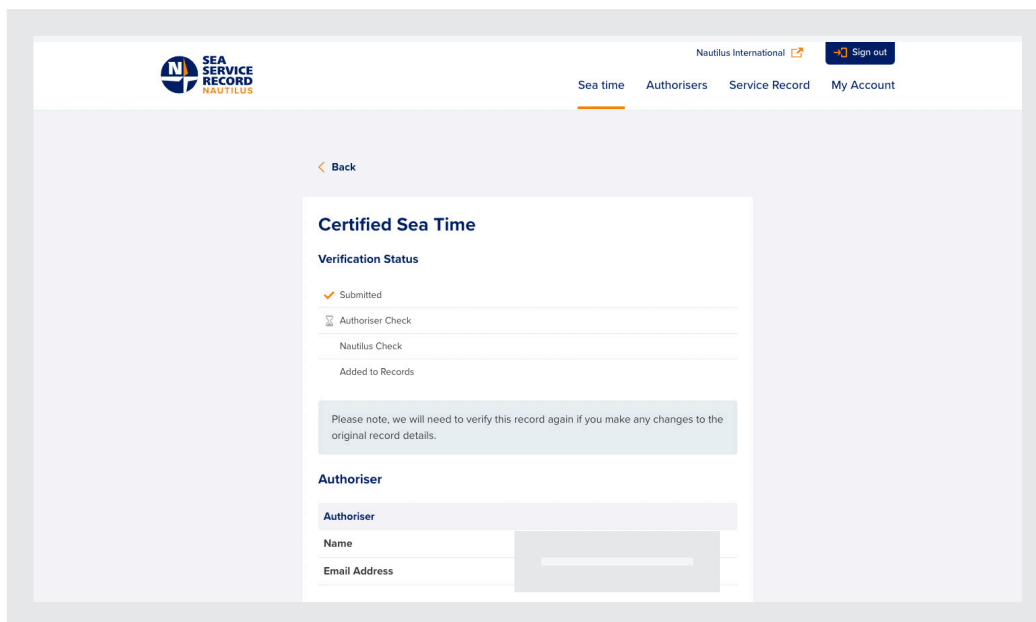 Nautilus International
Sign out
SEA
SERVICE
RECORD
NAUTILUS
Sea time Authorisers Service Record My Account
Back
Certified Sea Time
Verification Status
Submitted
Authoriser Check
Nautilus Check
Added to Records
Please note, we will need to verify this record again if you make any changes to the
original record details.
Authoriser
Authoriser
Name
Email Address